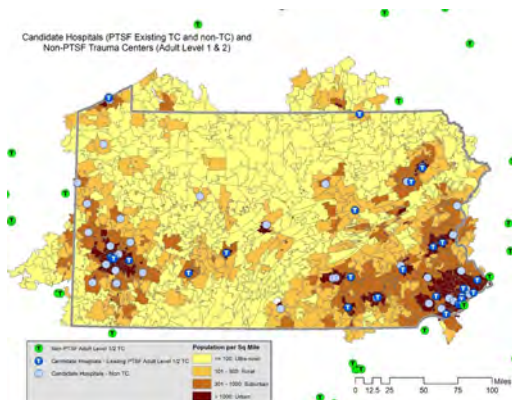 Candidate Hospitals (PTSF Existing TC and non-TC) and
Non-PTSF Trauma Centers (Adult Level 1 & 2)
Non-PTSF Adult Level 1/2 TC
Candidate Hospitals - Existing PTSF Adult Level 1/2 TC
Candidate Hospitals - Non TC
Population per Sq Mile
<= 100: Ultra-rural
101 - 300: Rural
301 - 1000: Suburban
> 1000: Urban
0 12.5 25 50 75 100
Miles